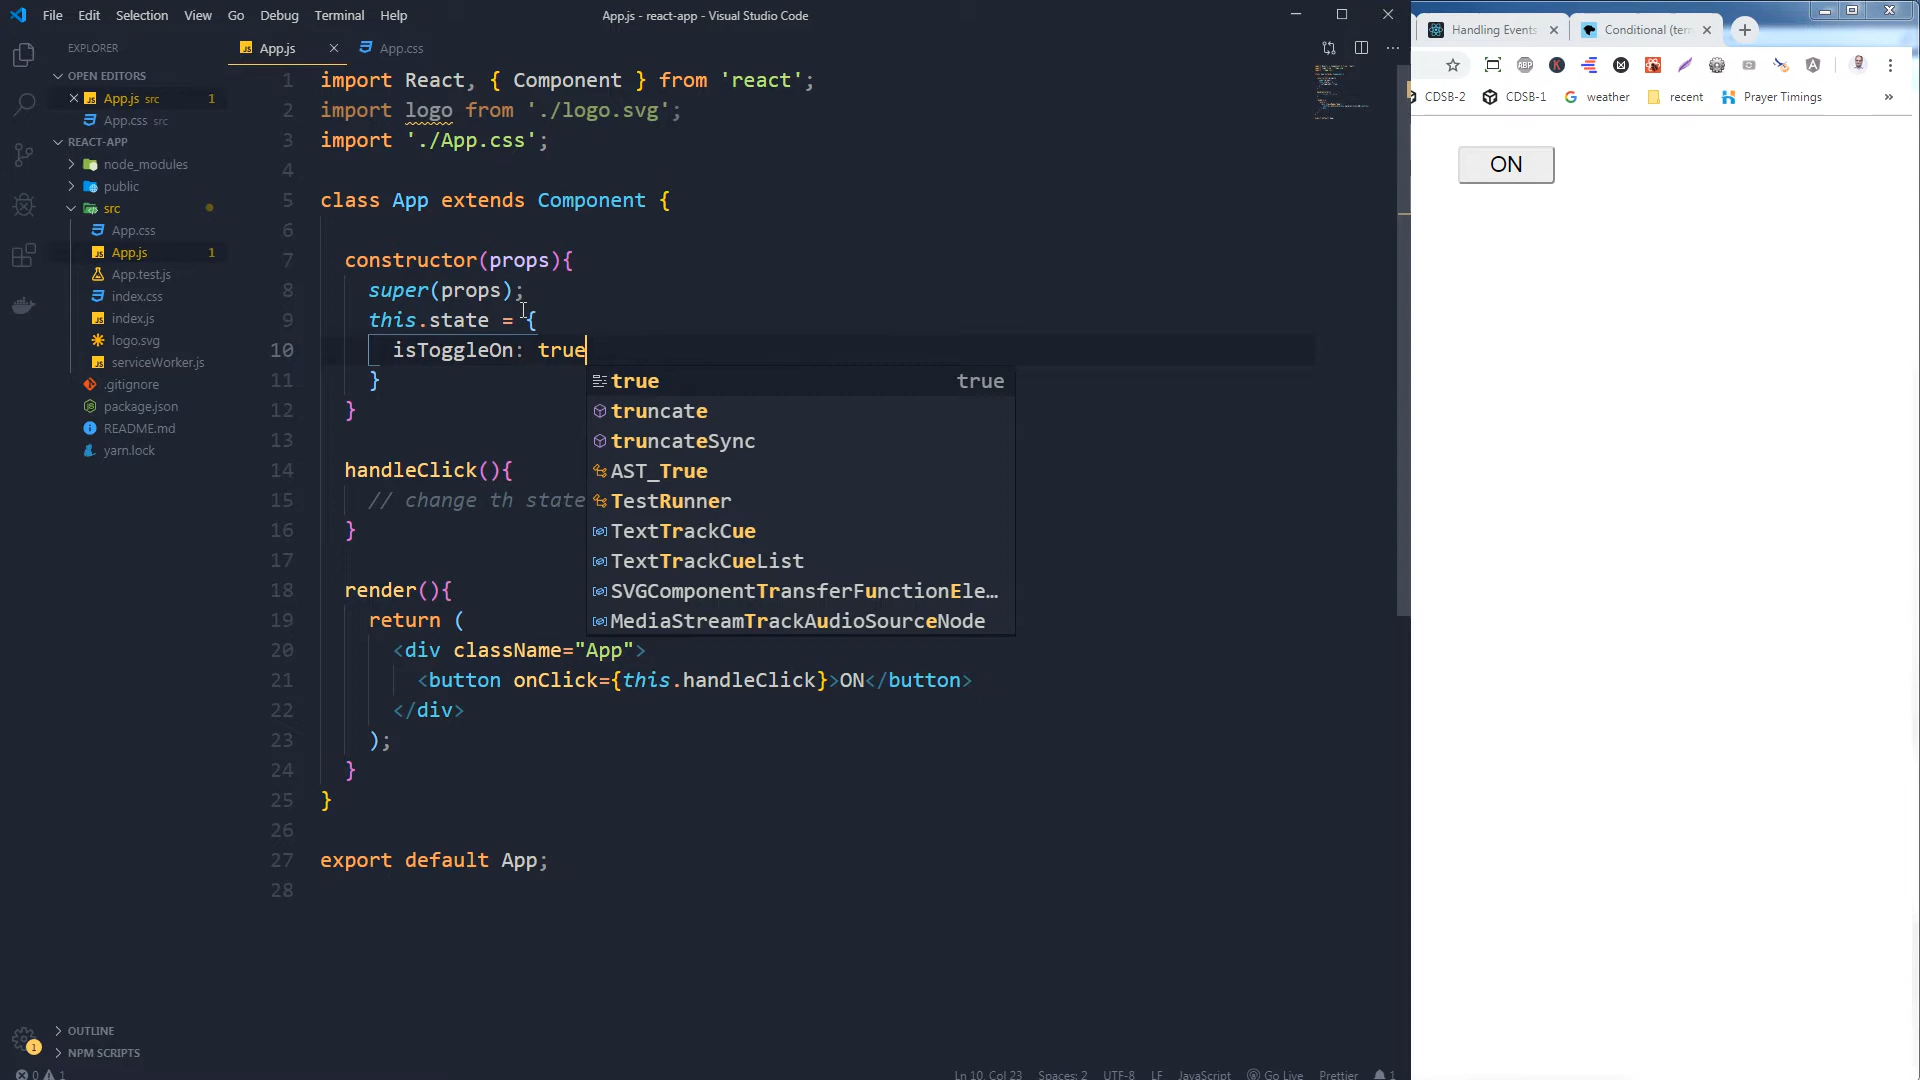 File Edit Selection View Go Debug Terminal Help
App.js - react-app - Visual Studio Code
EXPLORER
OPEN EDITORS
App.js src 1
App.css src
REACT-APP
node_modules
public
src
App.css
App.js 1
App.test.js
index.css
index.js
logo.svg
serviceWorker.js
.gitignore
package.json
README.md
yarn.lock
OUTLINE
NPM SCRIPTS
1
0 1
App.js App.css
1 import React, { Component } from 'react';
2 import logo from './logo.svg';
3 import './App.css';
4
5 class App extends Component {
6
7 constructor(props){
8 super(props);
9 this.state = {
10 isToggleOn: true
11 }
12 }
13
14 handleClick(){
15 // change th state
16 }
17
18 render(){
19 return (
20 <div className="App">
21 <button onClick={this.handleClick}>ON</button>
22 </div>
23 );
24 }
25 }
26
27 export default App;
28
true true
truncate
truncateSync
AST_True
TestRunner
TextTrackCue
TextTrackCueList
SVGComponentTransferFunctionEle…
MediaStreamTrackAudioSourceNode
Ln 10, Col 23 Spaces: 2 UTF-8 LF JavaScript Go Live Prettier 1
Handling Events Conditional (ter
ABP K
CDSB-2 CDSB-1 weather recent Prayer Timings »
ON